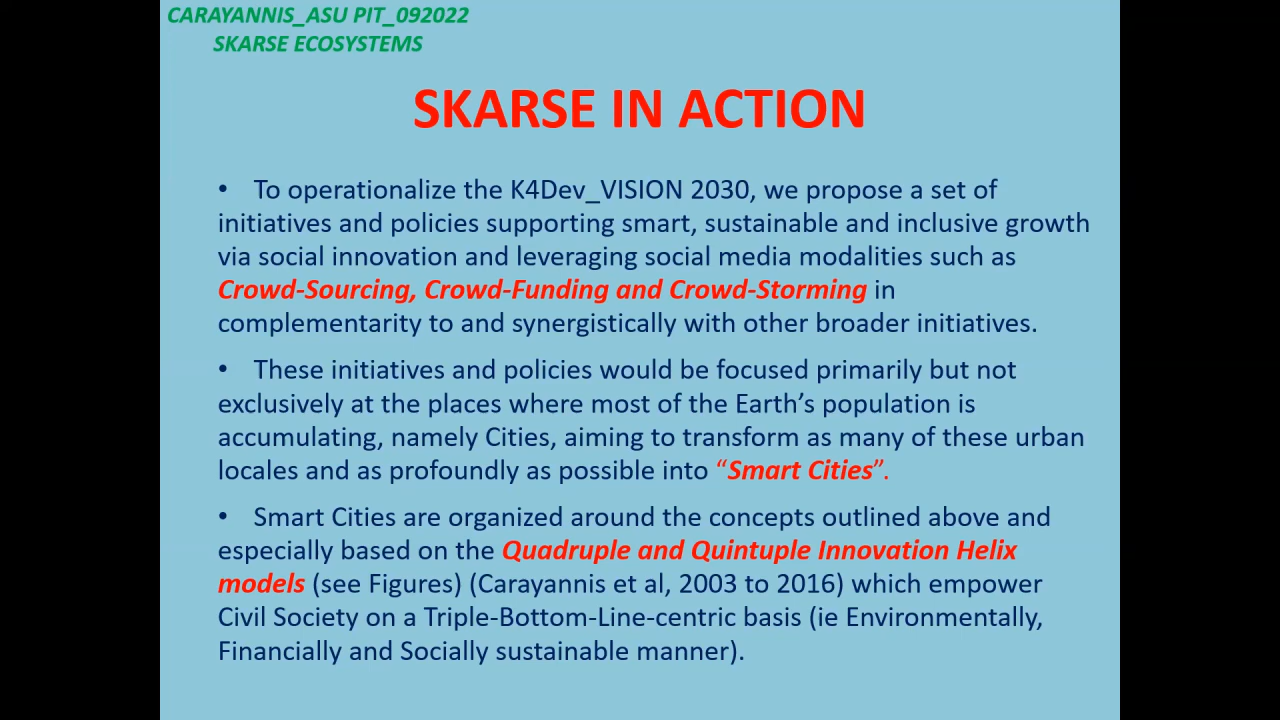 CARAYANNIS_ASU PIT_092022
SKARSE ECOSYSTEMS
SKARSE IN ACTION
• To operationalize the K4Dev_VISION 2030, we propose a set of
initiatives and policies supporting smart, sustainable and inclusive growth
via social innovation and leveraging social media modalities such as
Crowd-Sourcing, Crowd-Funding and Crowd-Storming in
complementarity to and synergistically with other broader initiatives.
• These initiatives and policies would be focused primarily but not
exclusively at the places where most of the Earth’s population is
accumulating, namely Cities, aiming to transform as many of these urban
locales and as profoundly as possible into “Smart Cities”.
• Smart Cities are organized around the concepts outlined above and
especially based on the Quadruple and Quintuple Innovation Helix
models (see Figures) (Carayannis et al, 2003 to 2016) which empower
Civil Society on a Triple-Bottom-Line-centric basis (ie Environmentally,
Financially and Socially sustainable manner).